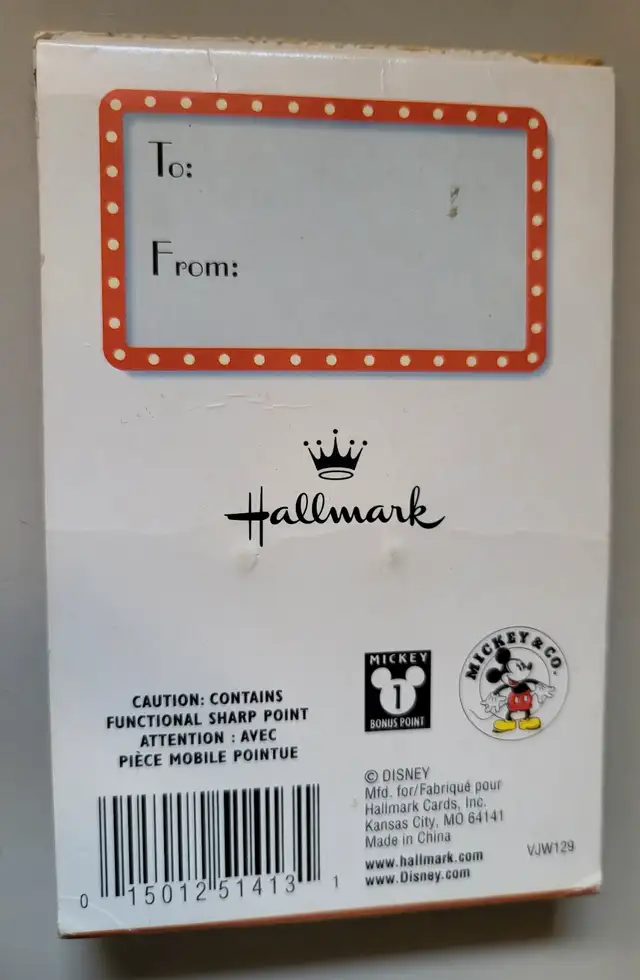 To:
From:
Hallmark
MICKEY
1
BONUS POINT
MICKEY & CO.
CAUTION: CONTAINS
FUNCTIONAL SHARP POINT
ATTENTION : AVEC
PIÈCE MOBILE POINTUE
0 15012 51413 1
© DISNEY
Mfd. for/Fabriqué pour
Hallmark Cards, Inc.
Kansas City, MO 64141
Made in China
www.hallmark.com
www.Disney.com
VJW129